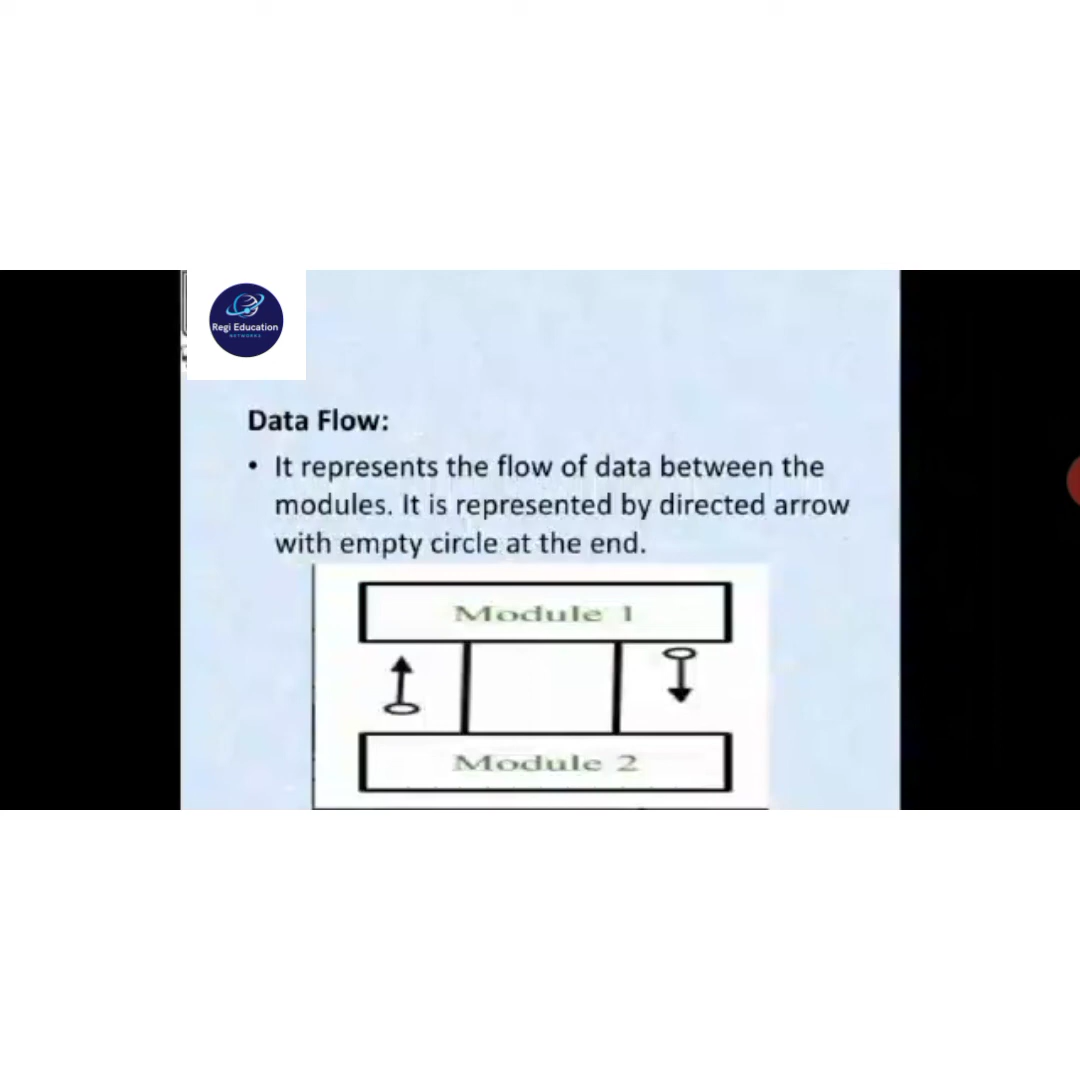 Regi Education
NETWORKS
Data Flow:
• It represents the flow of data between the
modules. It is represented by directed arrow
with empty circle at the end.
Module 1
Module 2